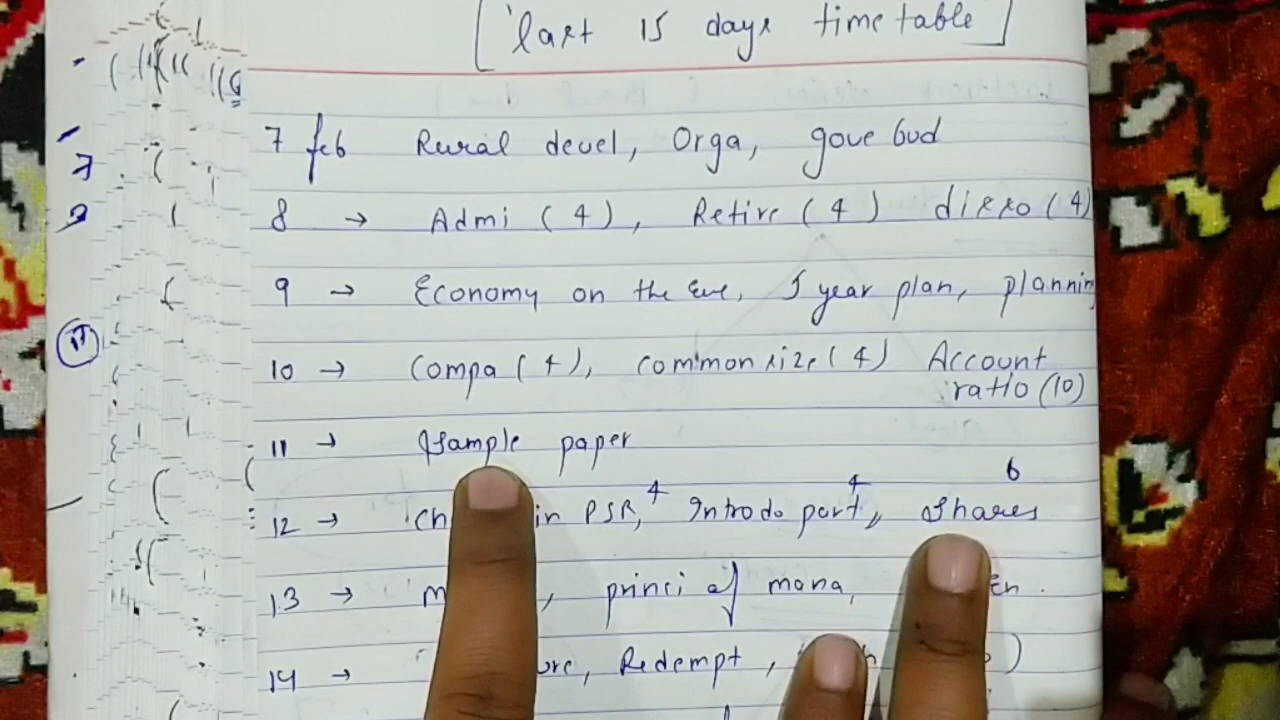 ['last 15 days time table]
7 feb Rural devel, Orga, gove bud
8 → Admi (4), Retire (4) disso (4)
9 → Economy on the Eve, 5 year plan, planning
10 → Compa (4), common size (4) Account
ratio (10)
11 → Sample paper
12 → in PSR, 4 Introdo part, 4 Shares 6
13 → princi of mana,
14 → Redempt,